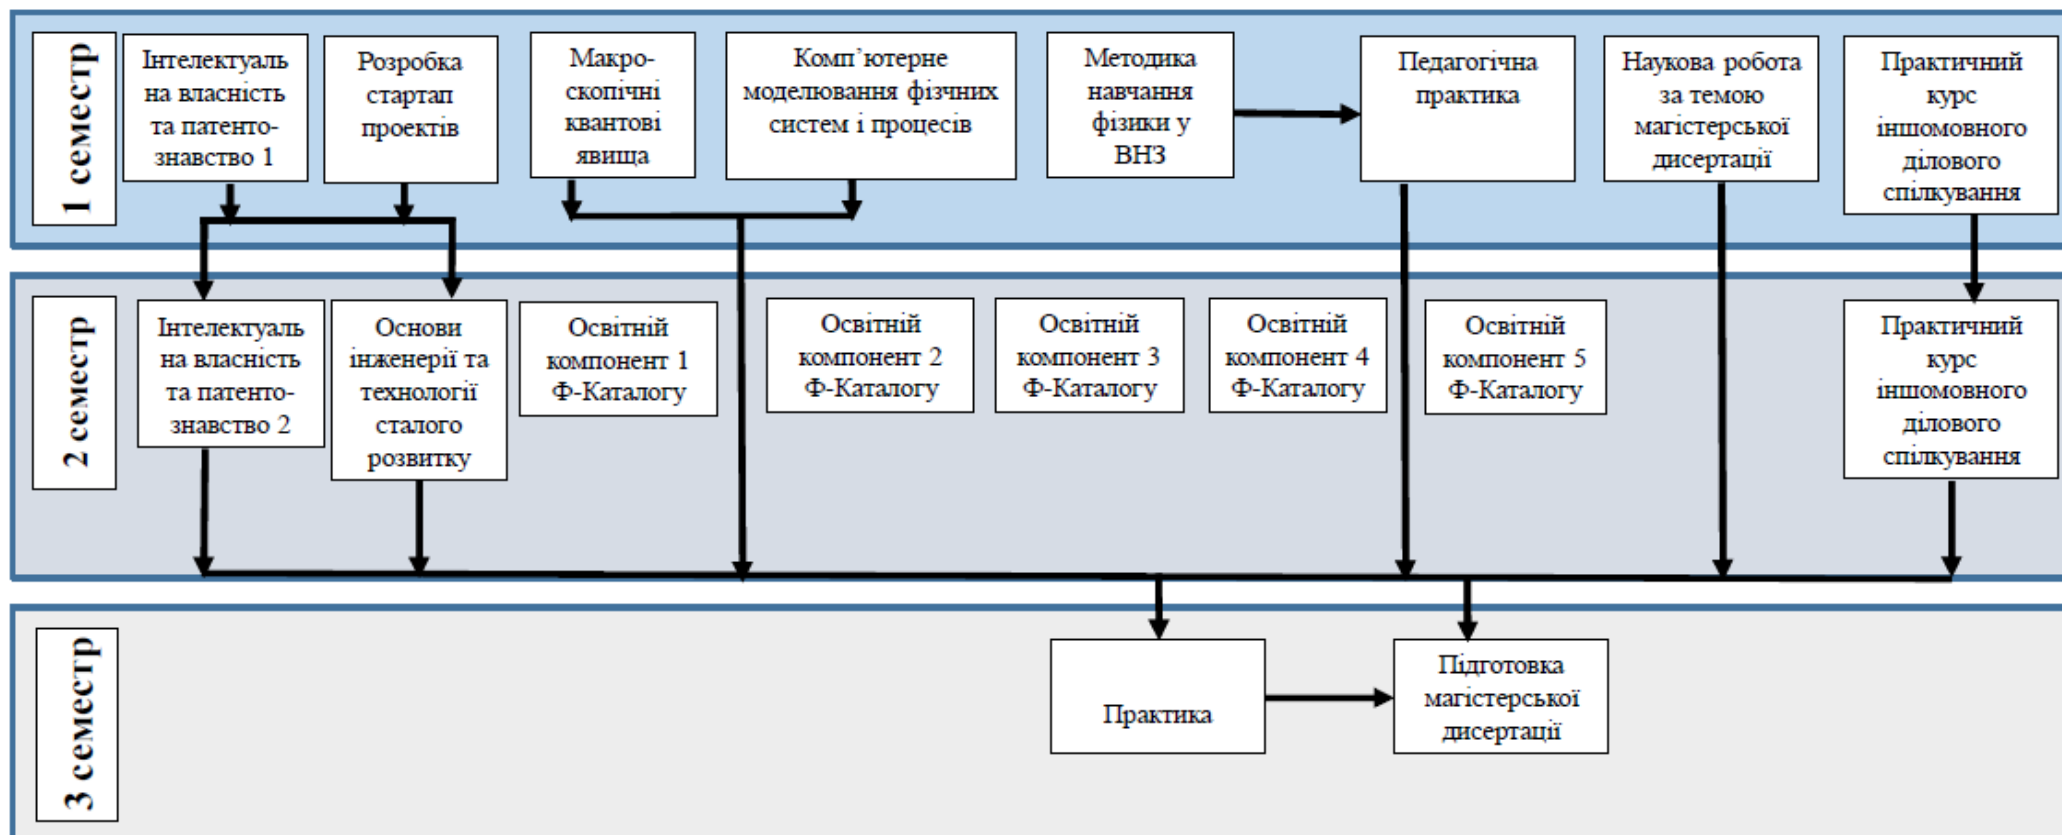 1 семестр
Інтелектуаль
на власність
та патенто-
знавство 1
Розробка
стартап
проектів
Макро-
скопічні
квантові
явища
Комп’ютерне
моделювання фізчних
систем і процесів
Методика
навчання
фізики у
ВНЗ
Педагогічна
практика
Наукова робота
за темою
магістерської
дисертації
Практичний
курс
іншомовного
ділового
спілкування
2 семестр
Інтелектуаль
на власність
та патенто-
знавство 2
Основи
інженерії та
технології
сталого
розвитку
Освітній
компонент 1
Ф-Каталогу
Освітній
компонент 2
Ф-Каталогу
Освітній
компонент 3
Ф-Каталогу
Освітній
компонент 4
Ф-Каталогу
Освітній
компонент 5
Ф-Каталогу
Практичний
курс
іншомовного
ділового
спілкування
3 семестр
Практика
Підготовка
магістерської
дисертації